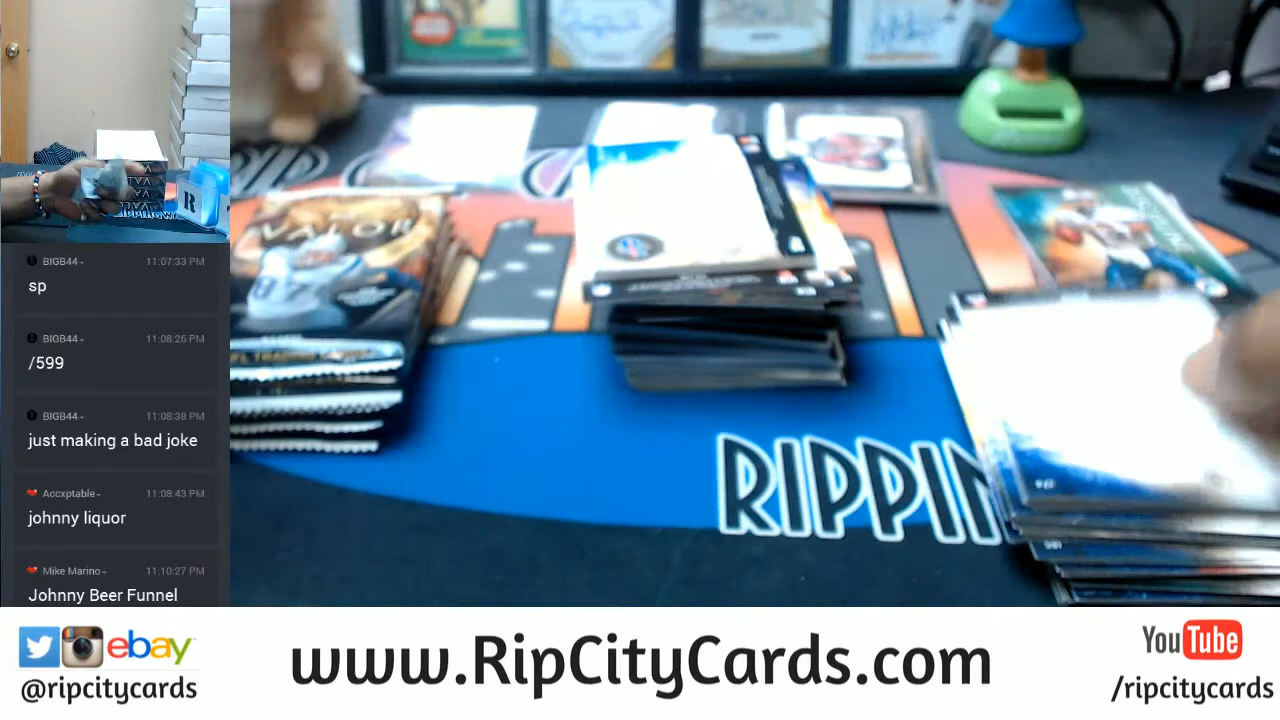 BIGB44
11:07:33 PM
sp
BIGB44
11:08:26 PM
/599
BIGB44
11:08:38 PM
just making a bad joke
Accxptable
11:08:43 PM
johnny liquor
Mike Marino
11:10:27 PM
Johnny Beer Funnel
VALOR
R
RIPPIN
ebay
@ripcitycards
www.RipCityCards.com
YouTube
/ripcitycards